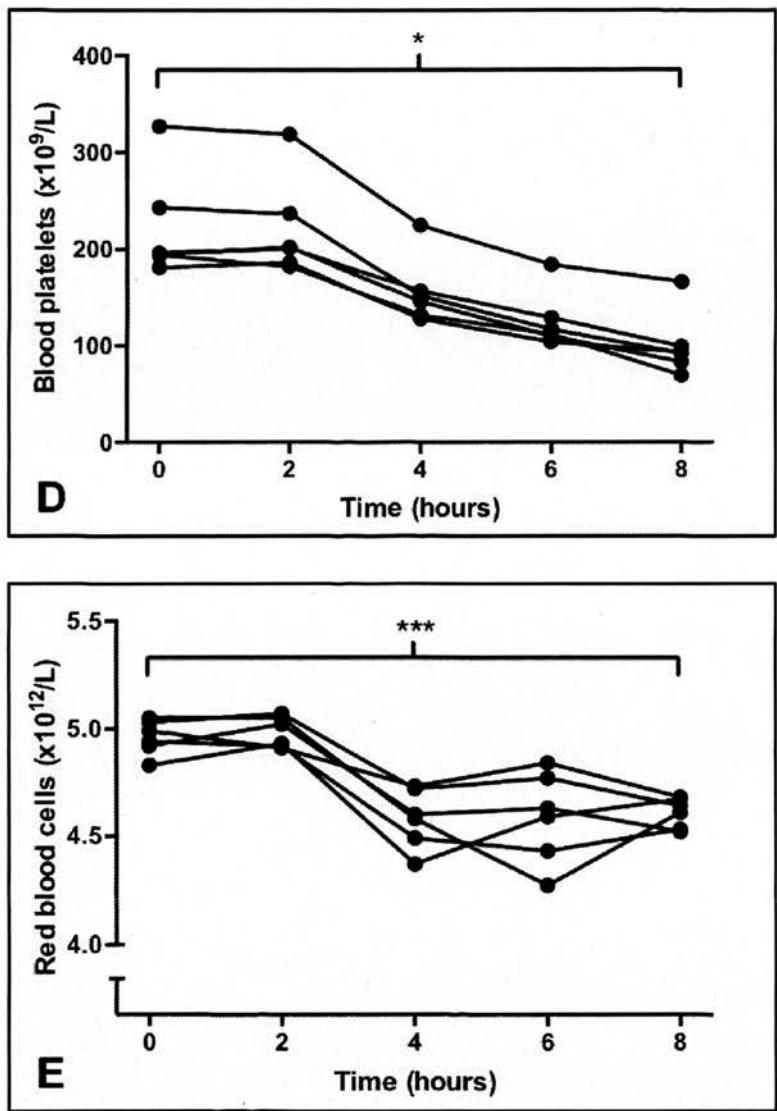 *
400
300
200
100
0
Blood platelets (x10⁹/L)
0 2 4 6 8
Time (hours)
D
***
5.5
5.0
4.5
4.0
Red blood cells (x10¹²/L)
0 2 4 6 8
Time (hours)
E